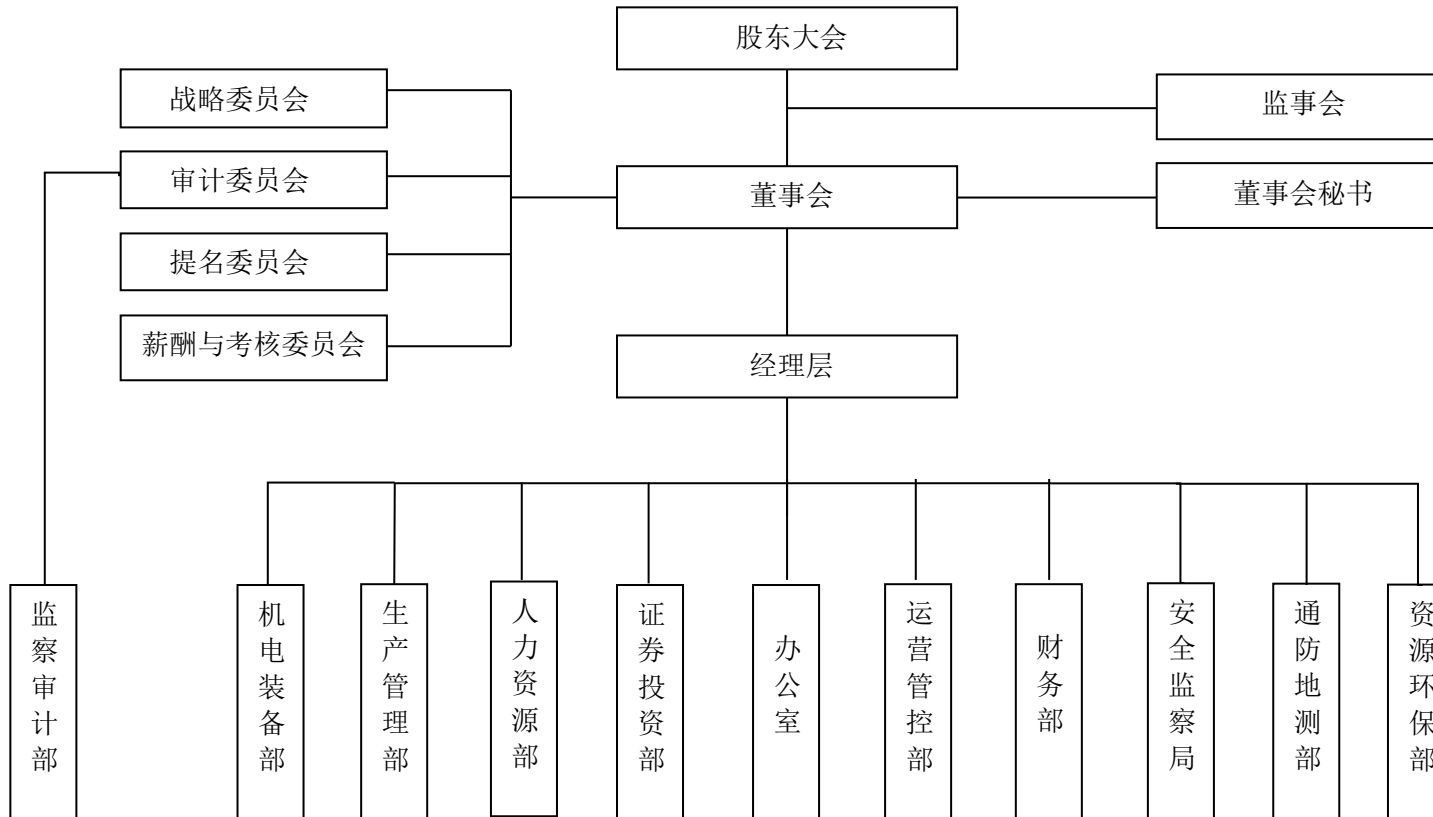 股东大会
战略委员会
监事会
审计委员会
董事会
董事会秘书
提名委员会
薪酬与考核委员会
经理层
监察审计部
机电装备部
生产管理部
人力资源部
证券投资部
办公室
运营管控部
财务部
安全监察局
通防地测部
资源环保部